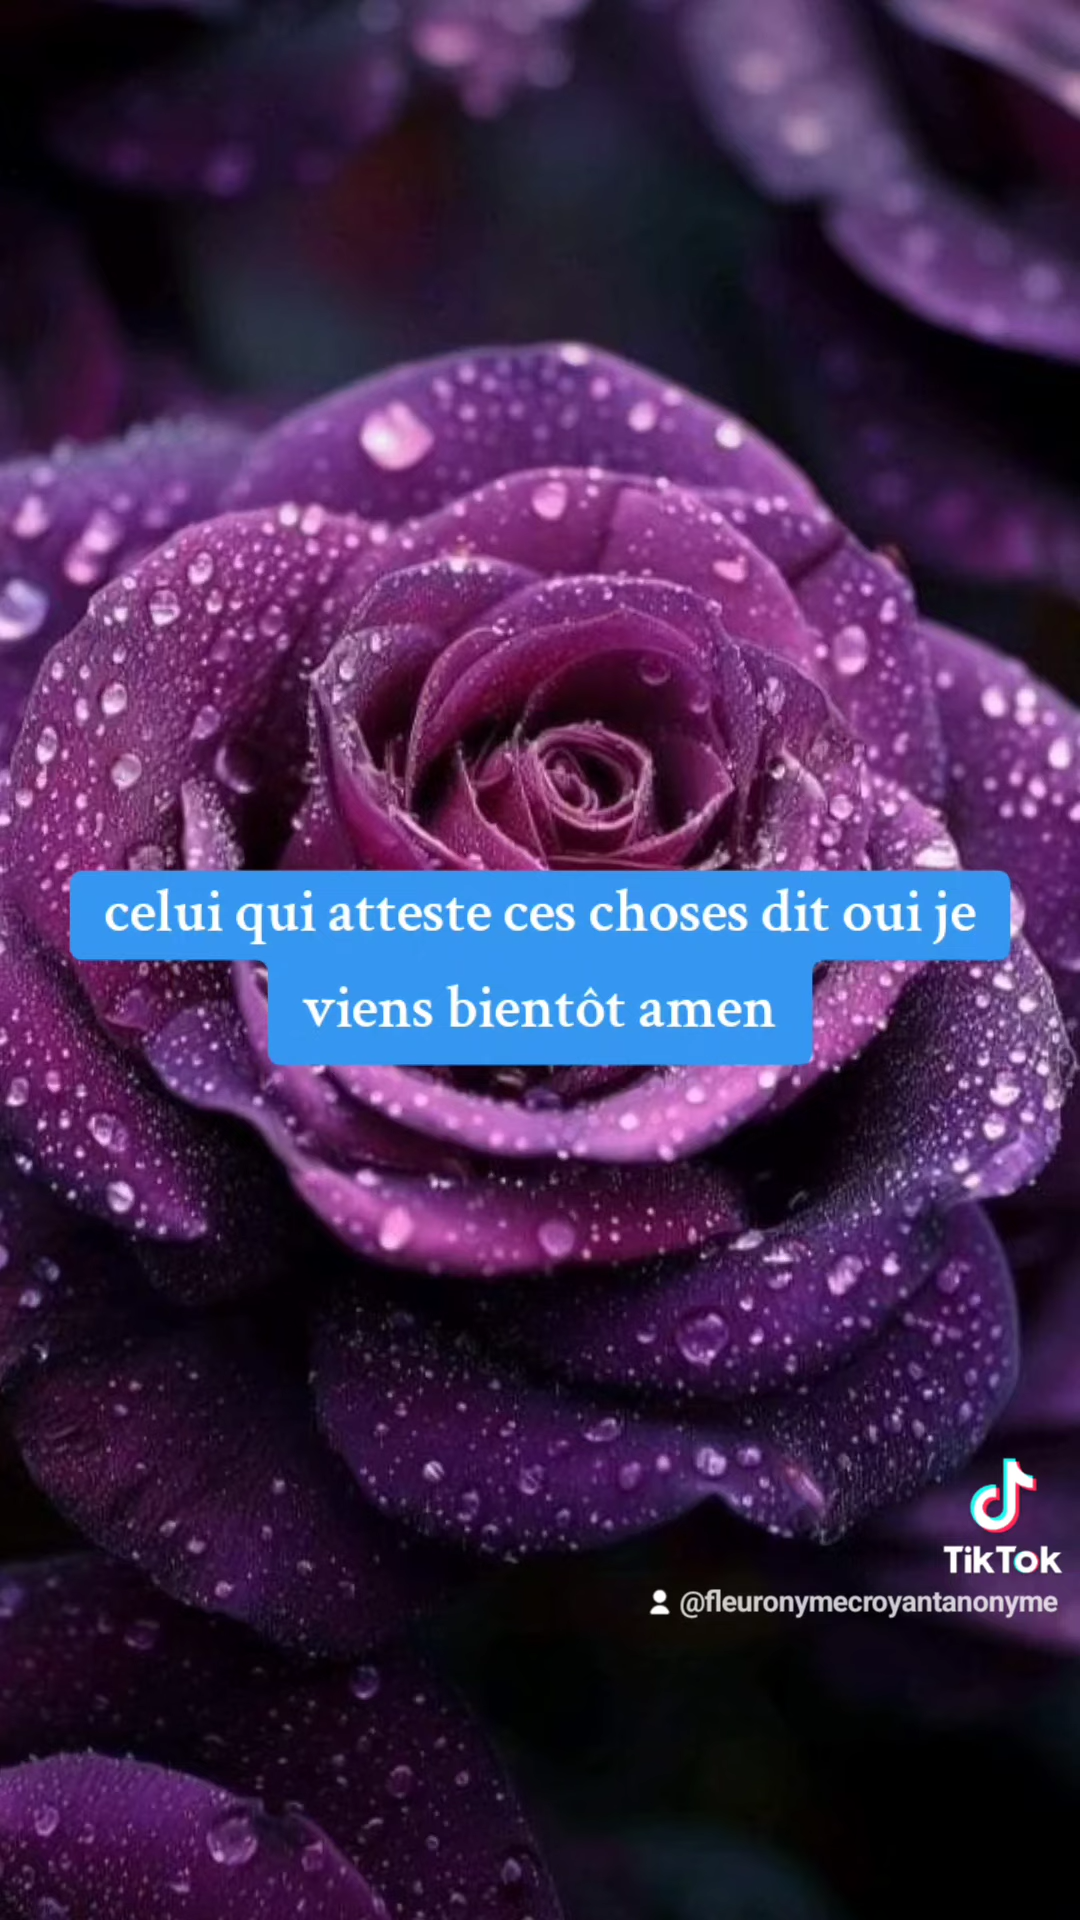 celui qui atteste ces choses dit oui je
viens bientôt amen
TikTok
@fleuronymecroyantanonyme